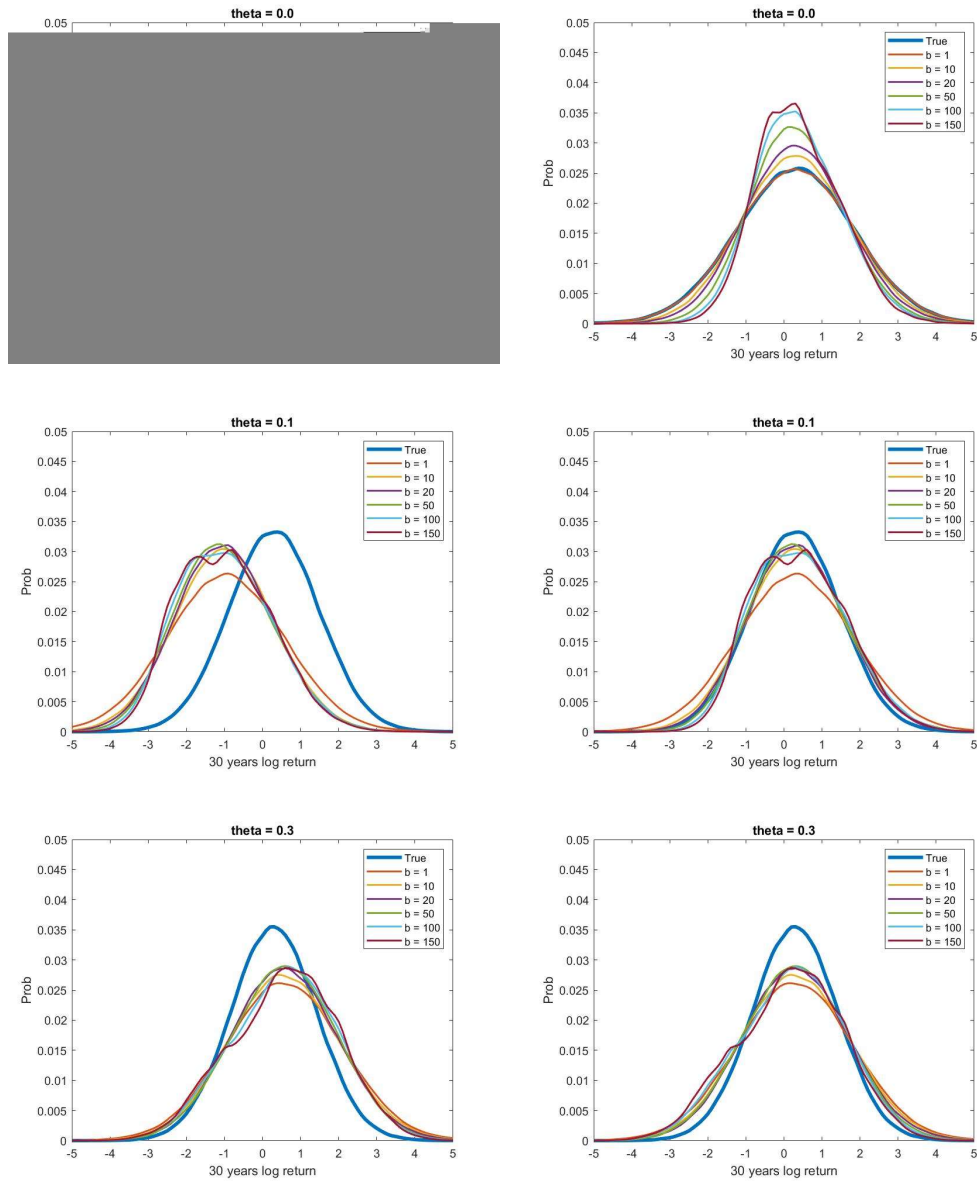 theta = 0.0
0.05
theta = 0.0
0.05
0.045
0.04
0.035
0.03
0.025
0.02
0.015
0.01
0.005
0
Prob
-5 -4 -3 -2 -1 0 1 2 3 4 5
30 years log return
True
b = 1
b = 10
b = 20
b = 50
b = 100
b = 150
theta = 0.1
0.05
0.045
0.04
0.035
0.03
0.025
0.02
0.015
0.01
0.005
0
Prob
-5 -4 -3 -2 -1 0 1 2 3 4 5
30 years log return
True
b = 1
b = 10
b = 20
b = 50
b = 100
b = 150
theta = 0.1
0.05
0.045
0.04
0.035
0.03
0.025
0.02
0.015
0.01
0.005
0
Prob
-5 -4 -3 -2 -1 0 1 2 3 4 5
30 years log return
True
b = 1
b = 10
b = 20
b = 50
b = 100
b = 150
theta = 0.3
0.05
0.045
0.04
0.035
0.03
0.025
0.02
0.015
0.01
0.005
0
Prob
-5 -4 -3 -2 -1 0 1 2 3 4 5
30 years log return
True
b = 1
b = 10
b = 20
b = 50
b = 100
b = 150
theta = 0.3
0.05
0.045
0.04
0.035
0.03
0.025
0.02
0.015
0.01
0.005
0
Prob
-5 -4 -3 -2 -1 0 1 2 3 4 5
30 years log return
True
b = 1
b = 10
b = 20
b = 50
b = 100
b = 150